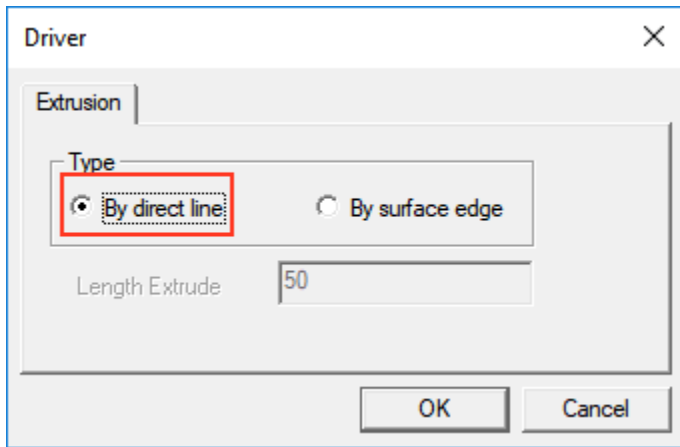 Driver
Extrusion
Type
By direct line
By surface edge
Length Extrude
50
OK
Cancel